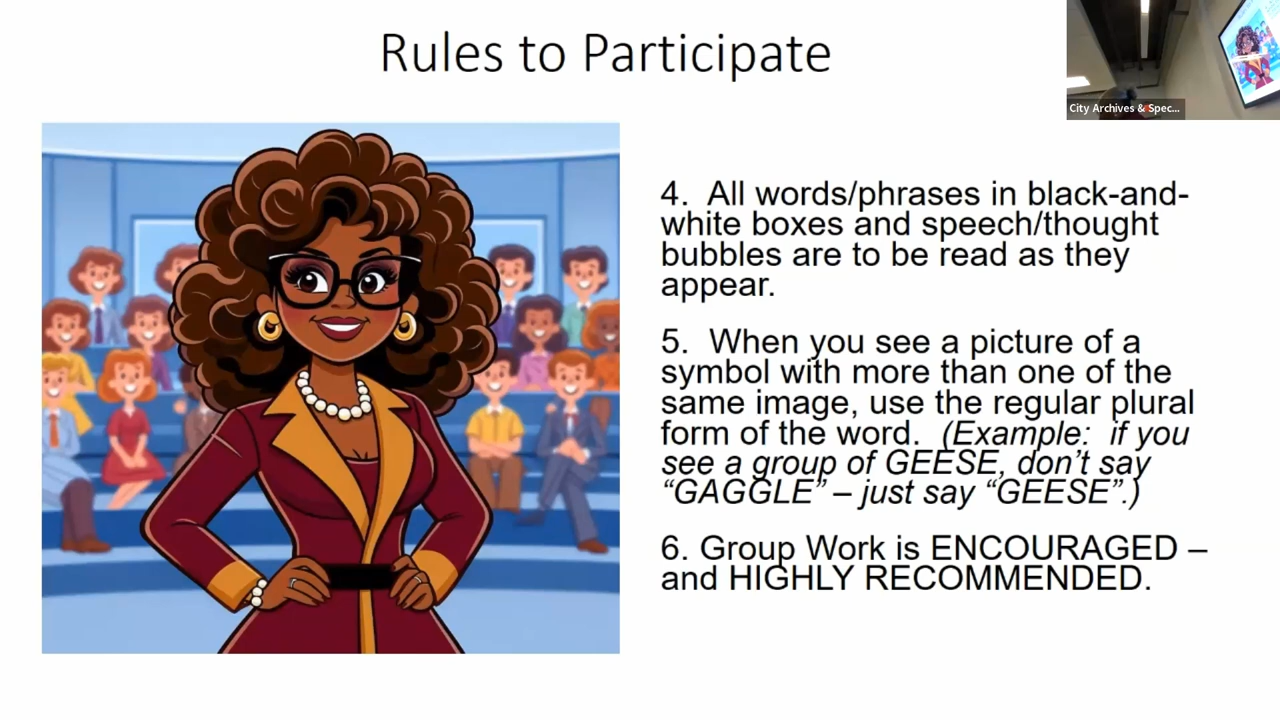 Rules to Participate
City Archives & Spec...
4. All words/phrases in black-and-
white boxes and speech/thought
bubbles are to be read as they
appear.
5. When you see a picture of a
symbol with more than one of the
same image, use the regular plural
form of the word. (Example: if you
see a group of GEESE, don't say
“GAGGLE” – just say “GEESE”.)
6. Group Work is ENCOURAGED –
and HIGHLY RECOMMENDED.